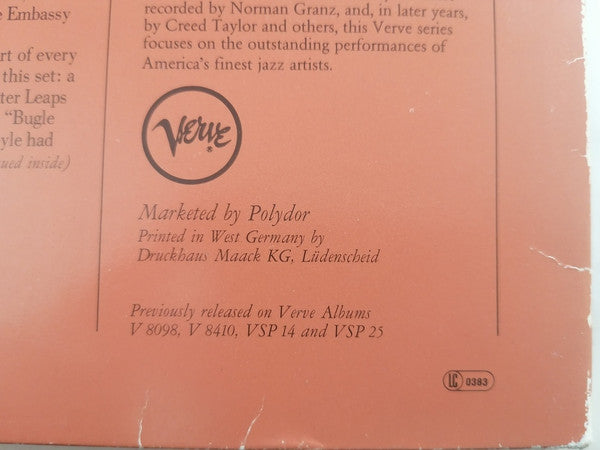 e Embassy
rt of every
this set: a
ter Leaps
"Bugle
yle had
ued inside)
recorded by Norman Granz, and, in later years,
by Creed Taylor and others, this Verve series
focuses on the outstanding performances of
America's finest jazz artists.
VERVE
®
Marketed by Polydor
Printed in West Germany by
Druckhaus Maack KG, Lüdenscheid
Previously released on Verve Albums
V 8098, V 8410, VSP 14 and VSP 25
LC 0383